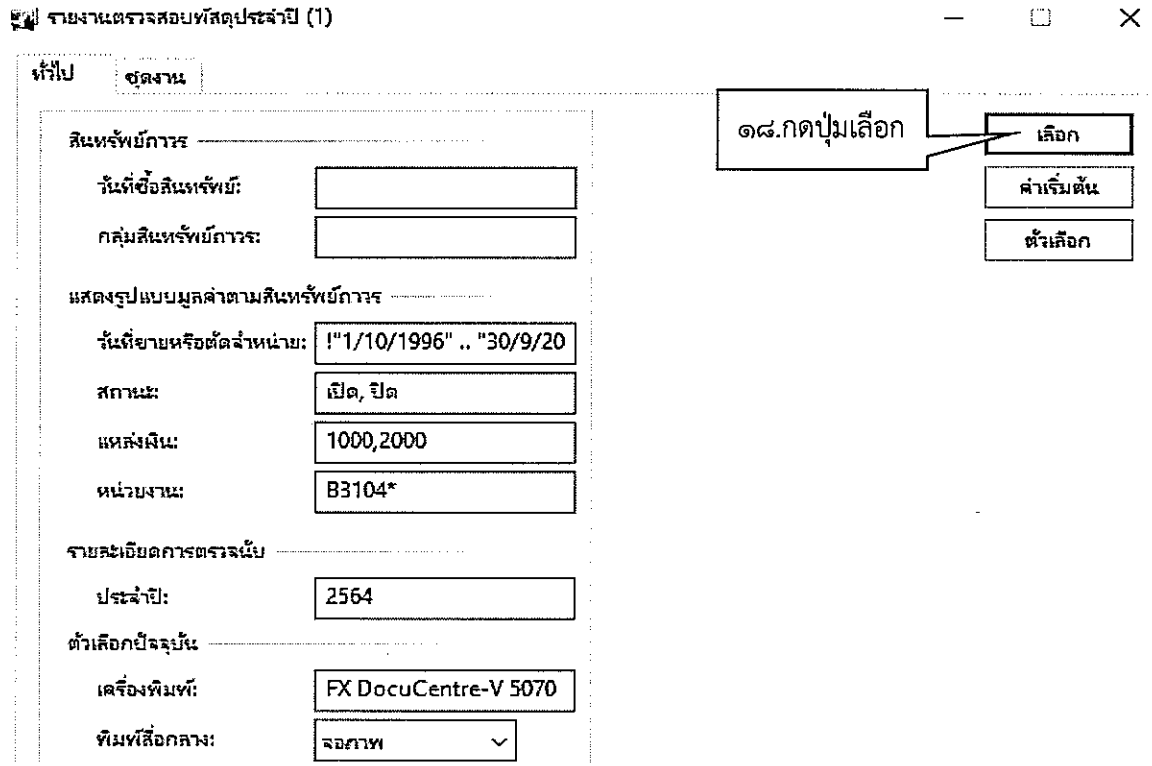 รายงานตรวจสอบพัสดุประจำปี (1)
ทั่วไป
ชุดงาน
สินทรัพย์ถาวร
วันที่ซื้อสินทรัพย์:
กลุ่มสินทรัพย์ถาวร:
แสดงรูปแบบมูลค่าตามสินทรัพย์ถาวร
วันที่ขายหรือตัดจำหน่าย: !"1/10/1996" .. "30/9/20
สถานะ: เปิด, ปิด
แหล่งเงิน: 1000,2000
หน่วยงาน: B3104*
รายละเอียดการตรวจนับ
ประจำปี: 2564
ตัวเลือกปัจจุบัน
เครื่องพิมพ์: FX DocuCentre-V 5070
พิมพ์สื่อกลาง: จอภาพ
๑๘.กดปุ่มเลือก
เลือก
ค่าเริ่มต้น
ตัวเลือก